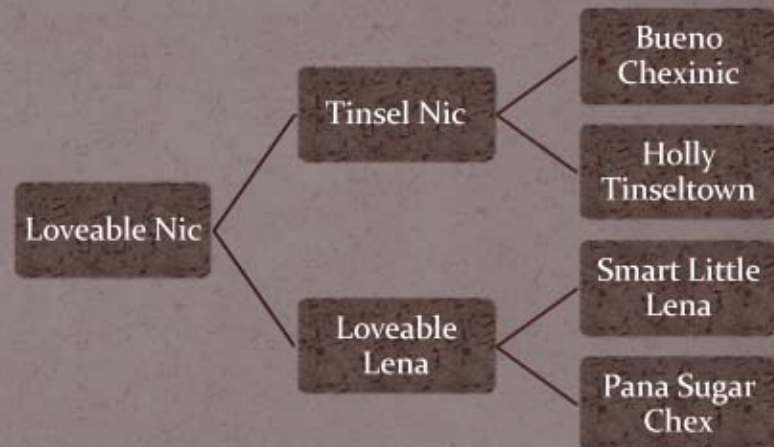 Loveable Nic
Tinsel Nic
Bueno
Chexinic
Holly
Tinseltown
Loveable
Lena
Smart Little
Lena
Pana Sugar
Chex